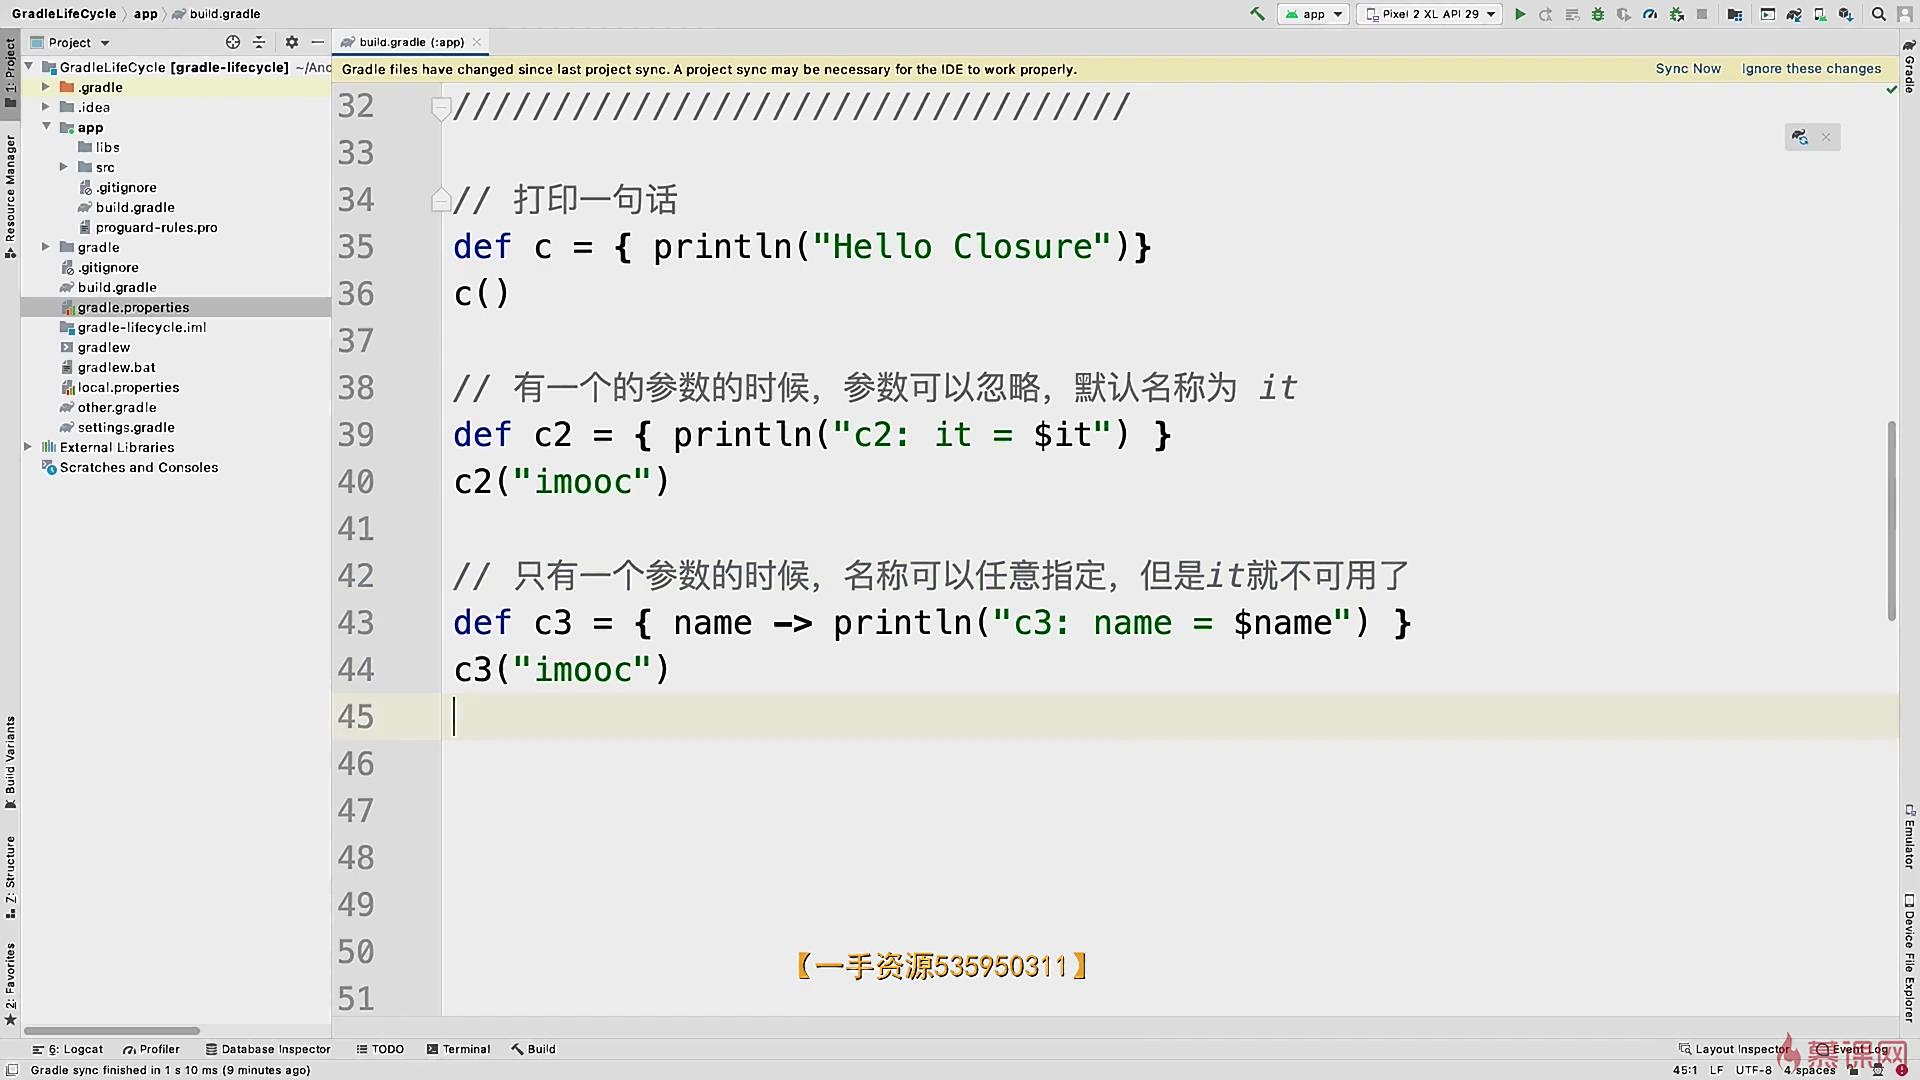 GradleLifeCycle app build.gradle
app Pixel 2 XL API 29
Project
build.gradle (:app)
Gradle files have changed since last project sync. A project sync may be necessary for the IDE to work properly.
Sync Now Ignore these changes
1: Project
Resource Manager
Build Variants
Z: Structure
2: Favorites
GradleLifeCycle [gradle-lifecycle] ~/And
.gradle
.idea
app
libs
src
.gitignore
build.gradle
proguard-rules.pro
gradle
.gitignore
build.gradle
gradle.properties
gradle-lifecycle.iml
gradlew
gradlew.bat
local.properties
other.gradle
settings.gradle
External Libraries
Scratches and Consoles
32 //////////////////////////////////
33
34 // 打印一句话
35 def c = { println("Hello Closure")}
36 c()
37
38 // 有一个的参数的时候，参数可以忽略，默认名称为 it
39 def c2 = { println("c2: it = $it") }
40 c2("imooc")
41
42 // 只有一个参数的时候，名称可以任意指定，但是it就不可用了
43 def c3 = { name -> println("c3: name = $name") }
44 c3("imooc")
45
46
47
48
49
50
51
【一手资源535950311】
Gradle
Emulator
Device File Explorer
6: Logcat Profiler Database Inspector TODO Terminal Build
Layout Inspector Event Log
慕课网
Gradle sync finished in 1 s 10 ms (9 minutes ago)
45:1 LF UTF-8 4 spaces